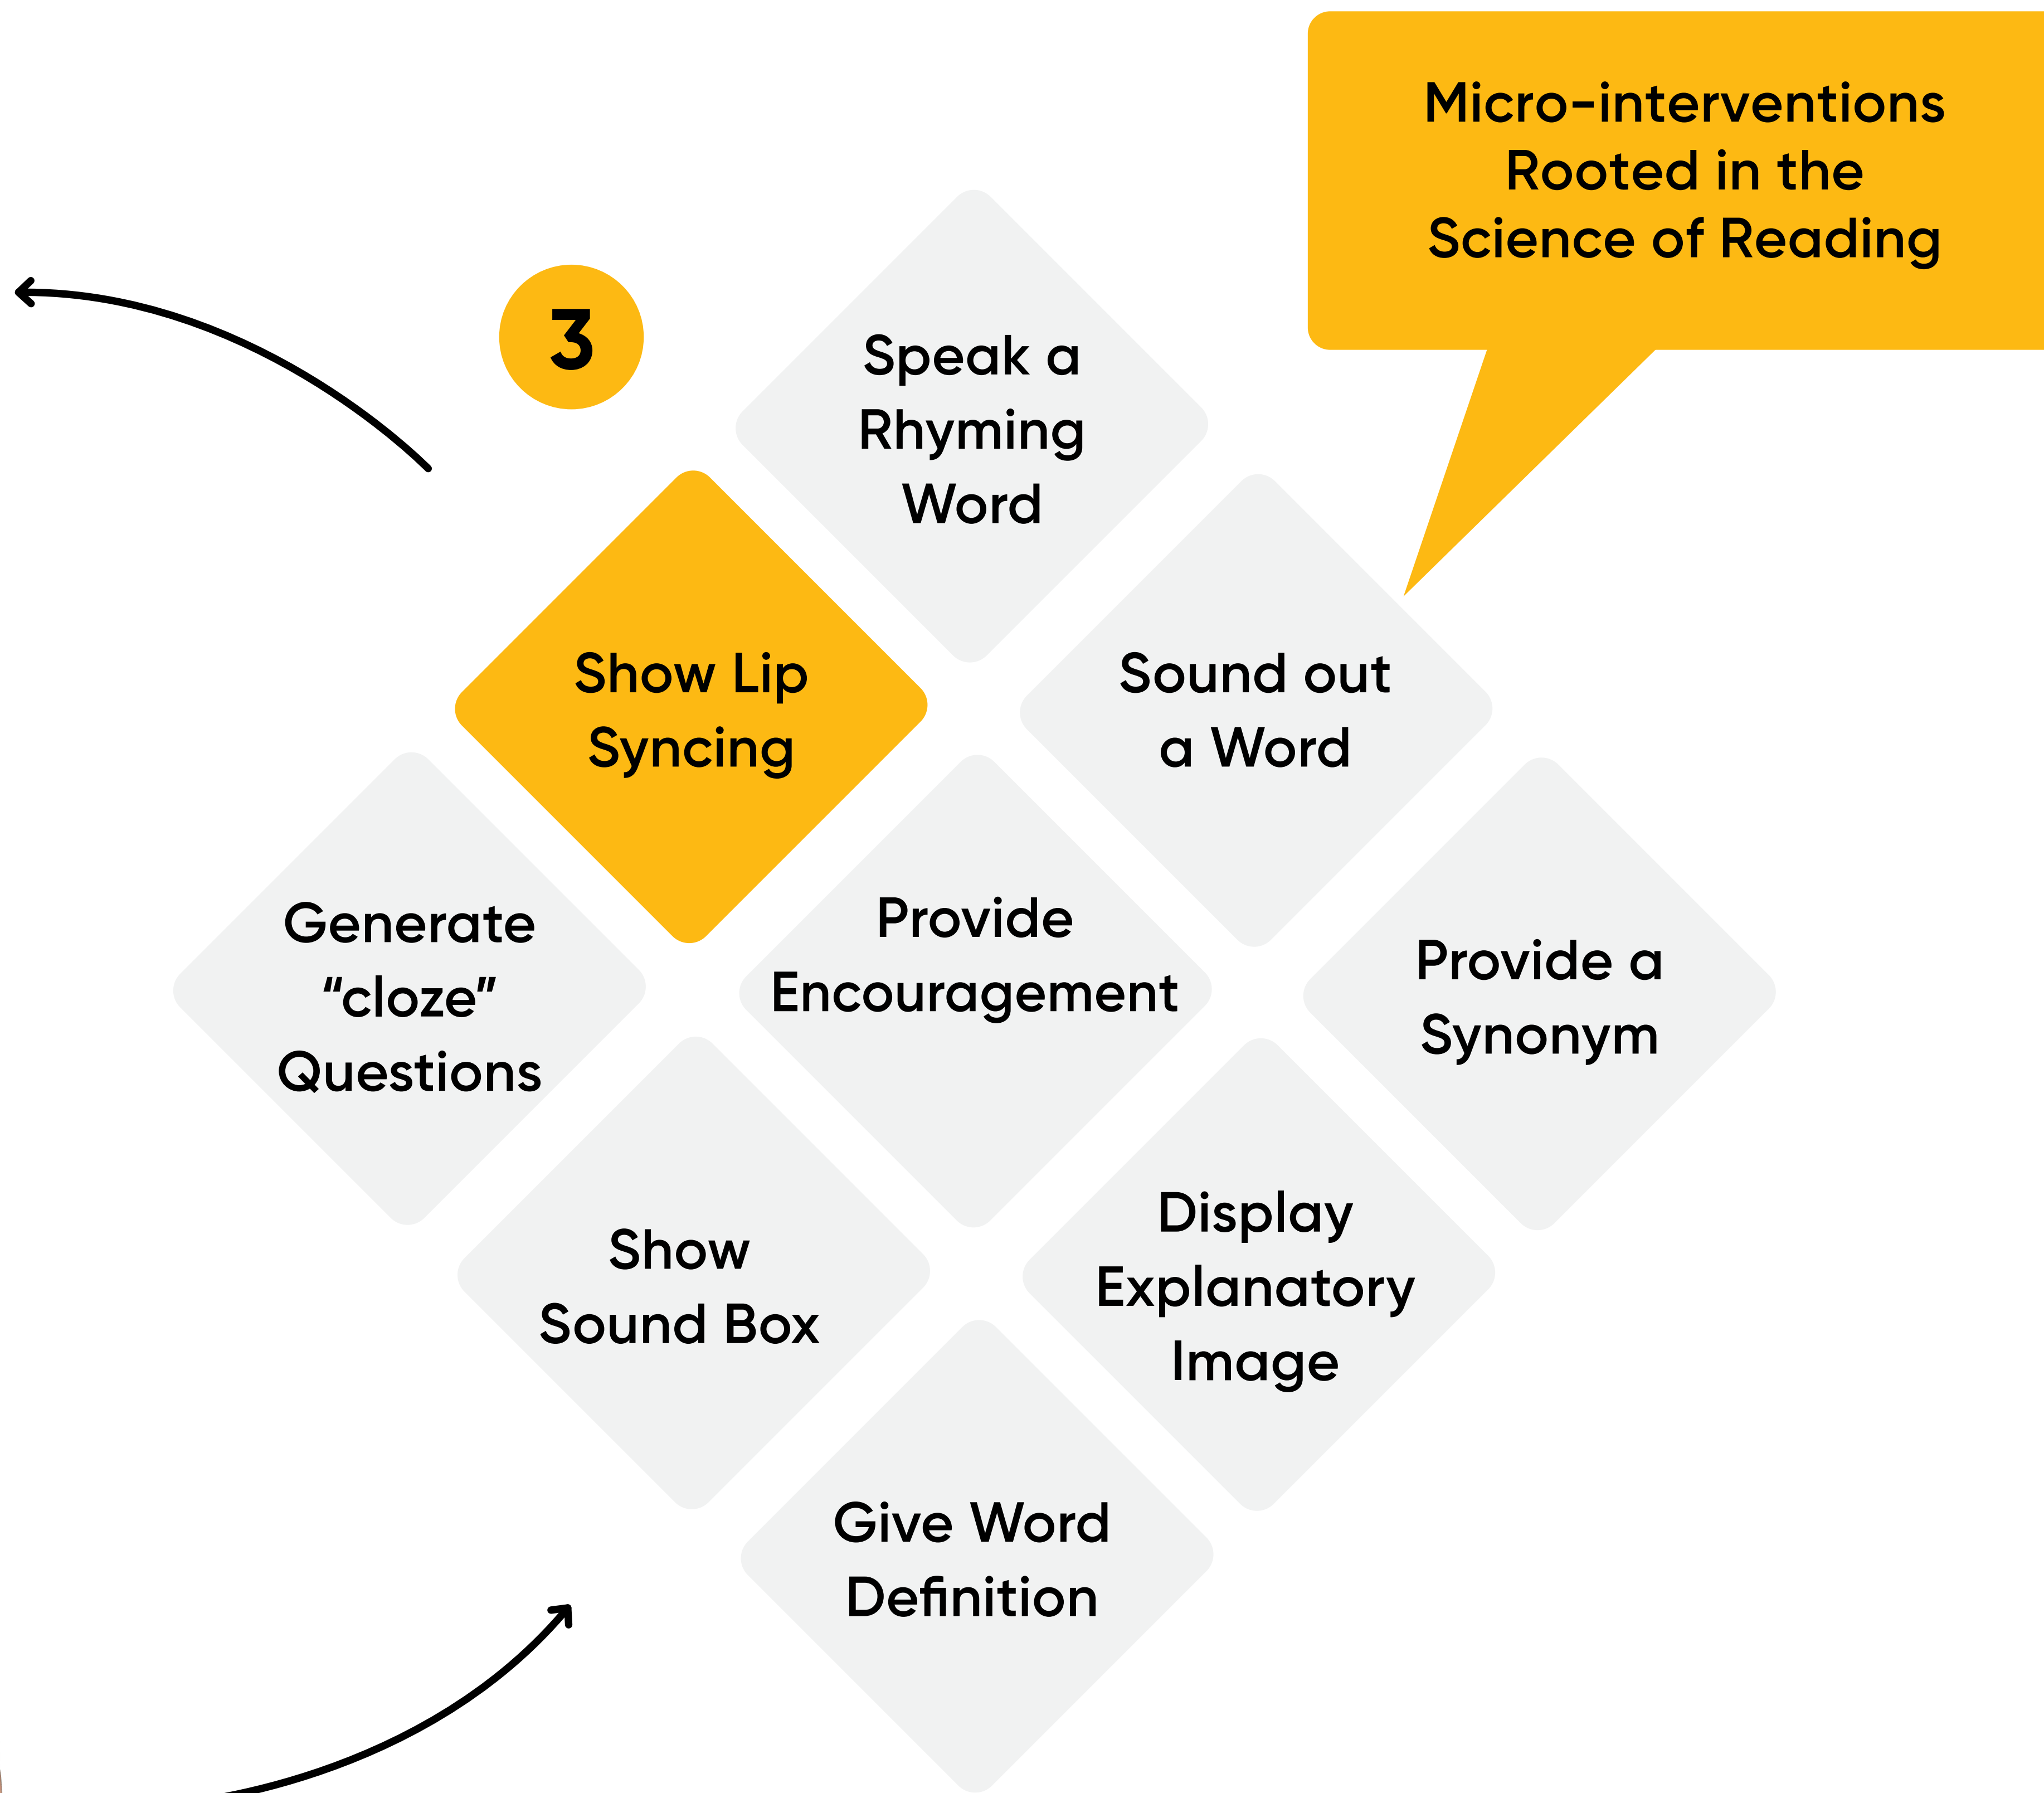 Micro-interventions
Rooted in the
Science of Reading
3
Speak a
Rhyming
Word
Show Lip
Syncing
Sound out
a Word
Generate
“cloze”
Questions
Provide
Encouragement
Provide a
Synonym
Show
Sound Box
Display
Explanatory
Image
Give Word
Definition